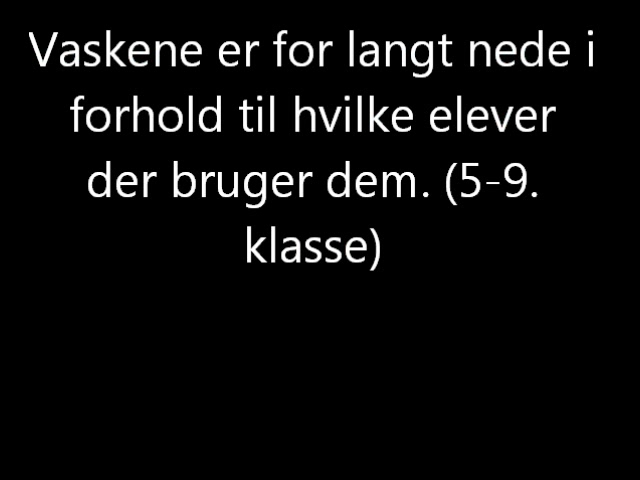 Vaskene er for langt nede i
forhold til hvilke elever
der bruger dem. (5-9.
klasse)